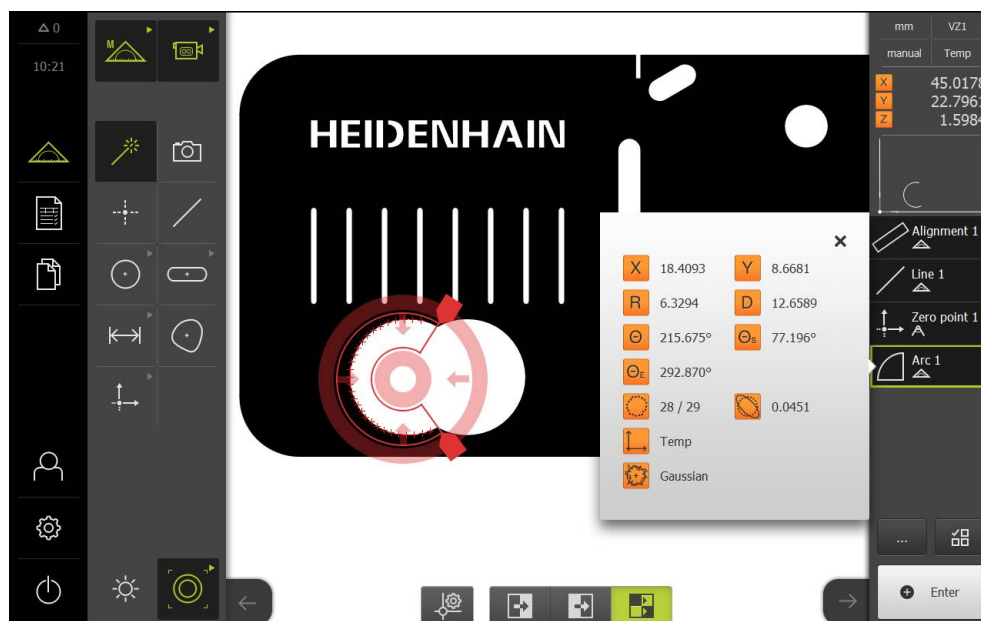 △ 0
10:21
M
HEIDENHAIN
mm VZ1
manual Temp
X 45.0178
Y 22.7961
Z 1.5984
Alignment 1
Line 1
Zero point 1
Arc 1
X 18.4093 Y 8.6681
R 6.3294 D 12.6589
Θ 215.675° Θs 77.196°
ΘE 292.870°
28 / 29 0.0451
Temp
Gaussian
...
Enter